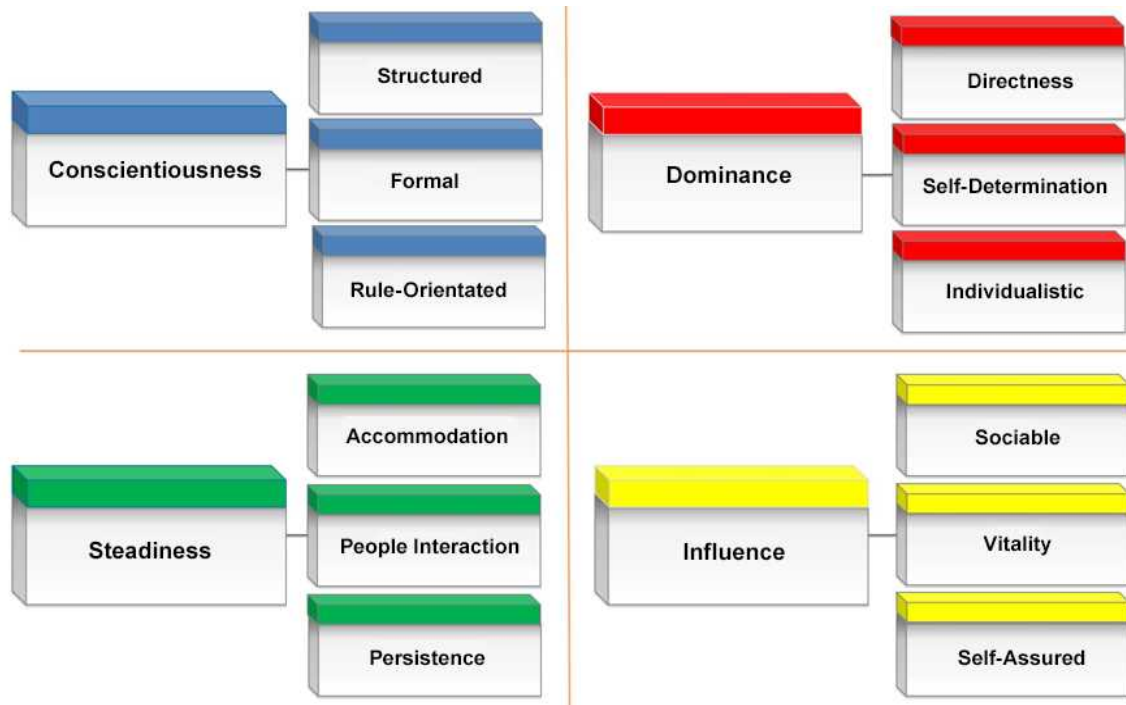 Conscientiousness
Structured
Formal
Rule-Orientated
Dominance
Directness
Self-Determination
Individualistic
Steadiness
Accommodation
People Interaction
Persistence
Influence
Sociable
Vitality
Self-Assured